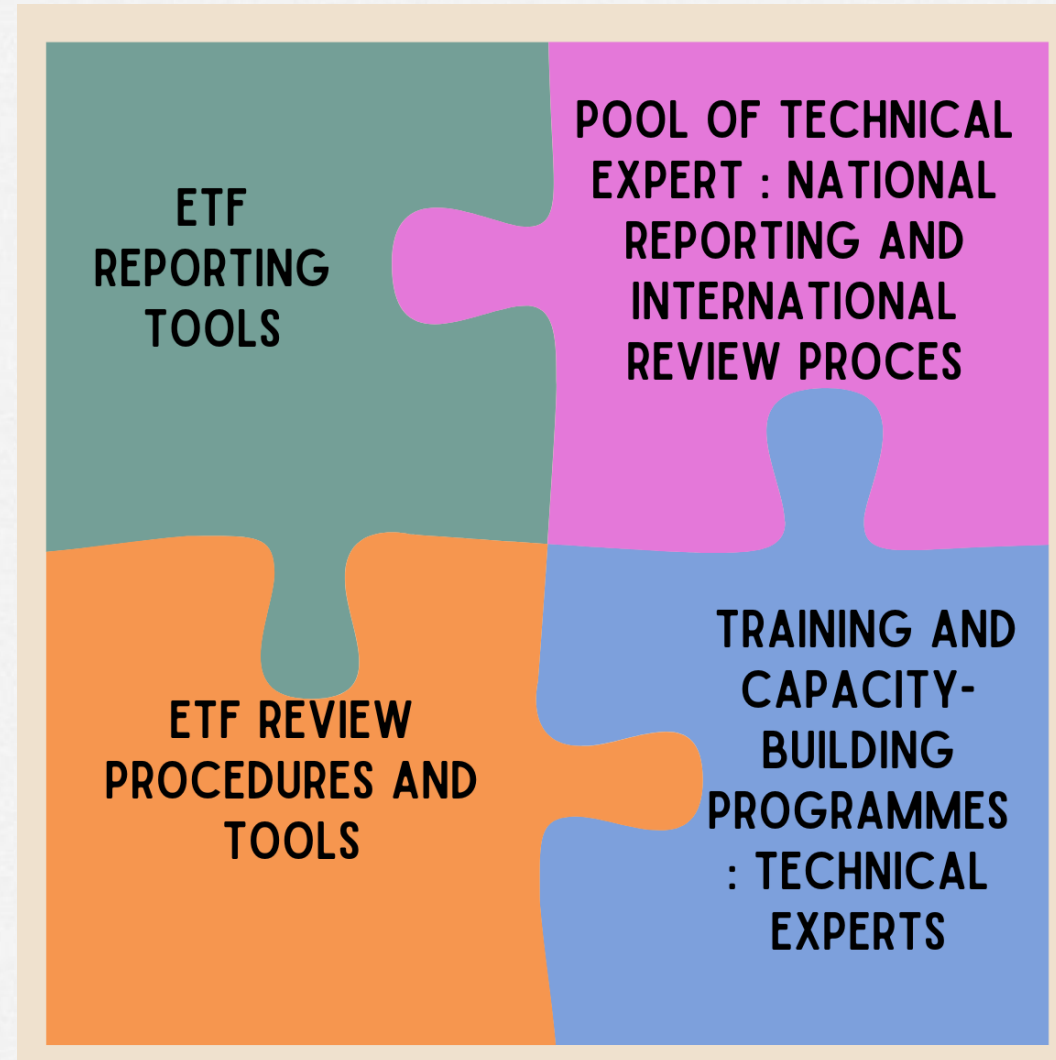 ETF
REPORTING
TOOLS
POOL OF TECHNICAL
EXPERT : NATIONAL
REPORTING AND
INTERNATIONAL
REVIEW PROCES
ETF REVIEW
PROCEDURES AND
TOOLS
TRAINING AND
CAPACITY-
BUILDING
PROGRAMMES
: TECHNICAL
EXPERTS